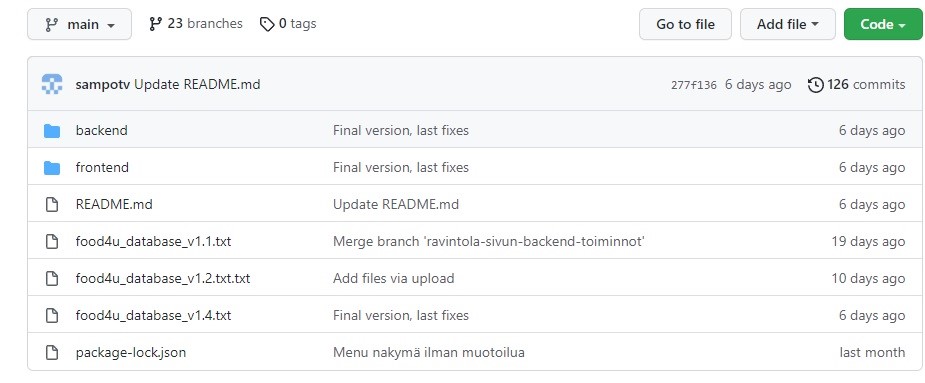 main 23 branches 0 tags Go to file Add file Code
sampotv Update README.md 277f136 6 days ago 126 commits
backend Final version, last fixes 6 days ago
frontend Final version, last fixes 6 days ago
README.md Update README.md 6 days ago
food4u_database_v1.1.txt Merge branch 'ravintola-sivun-backend-toiminnot' 19 days ago
food4u_database_v1.2.txt.txt Add files via upload 10 days ago
food4u_database_v1.4.txt Final version, last fixes 6 days ago
package-lock.json Menu nakymä ilman muotoilua last month